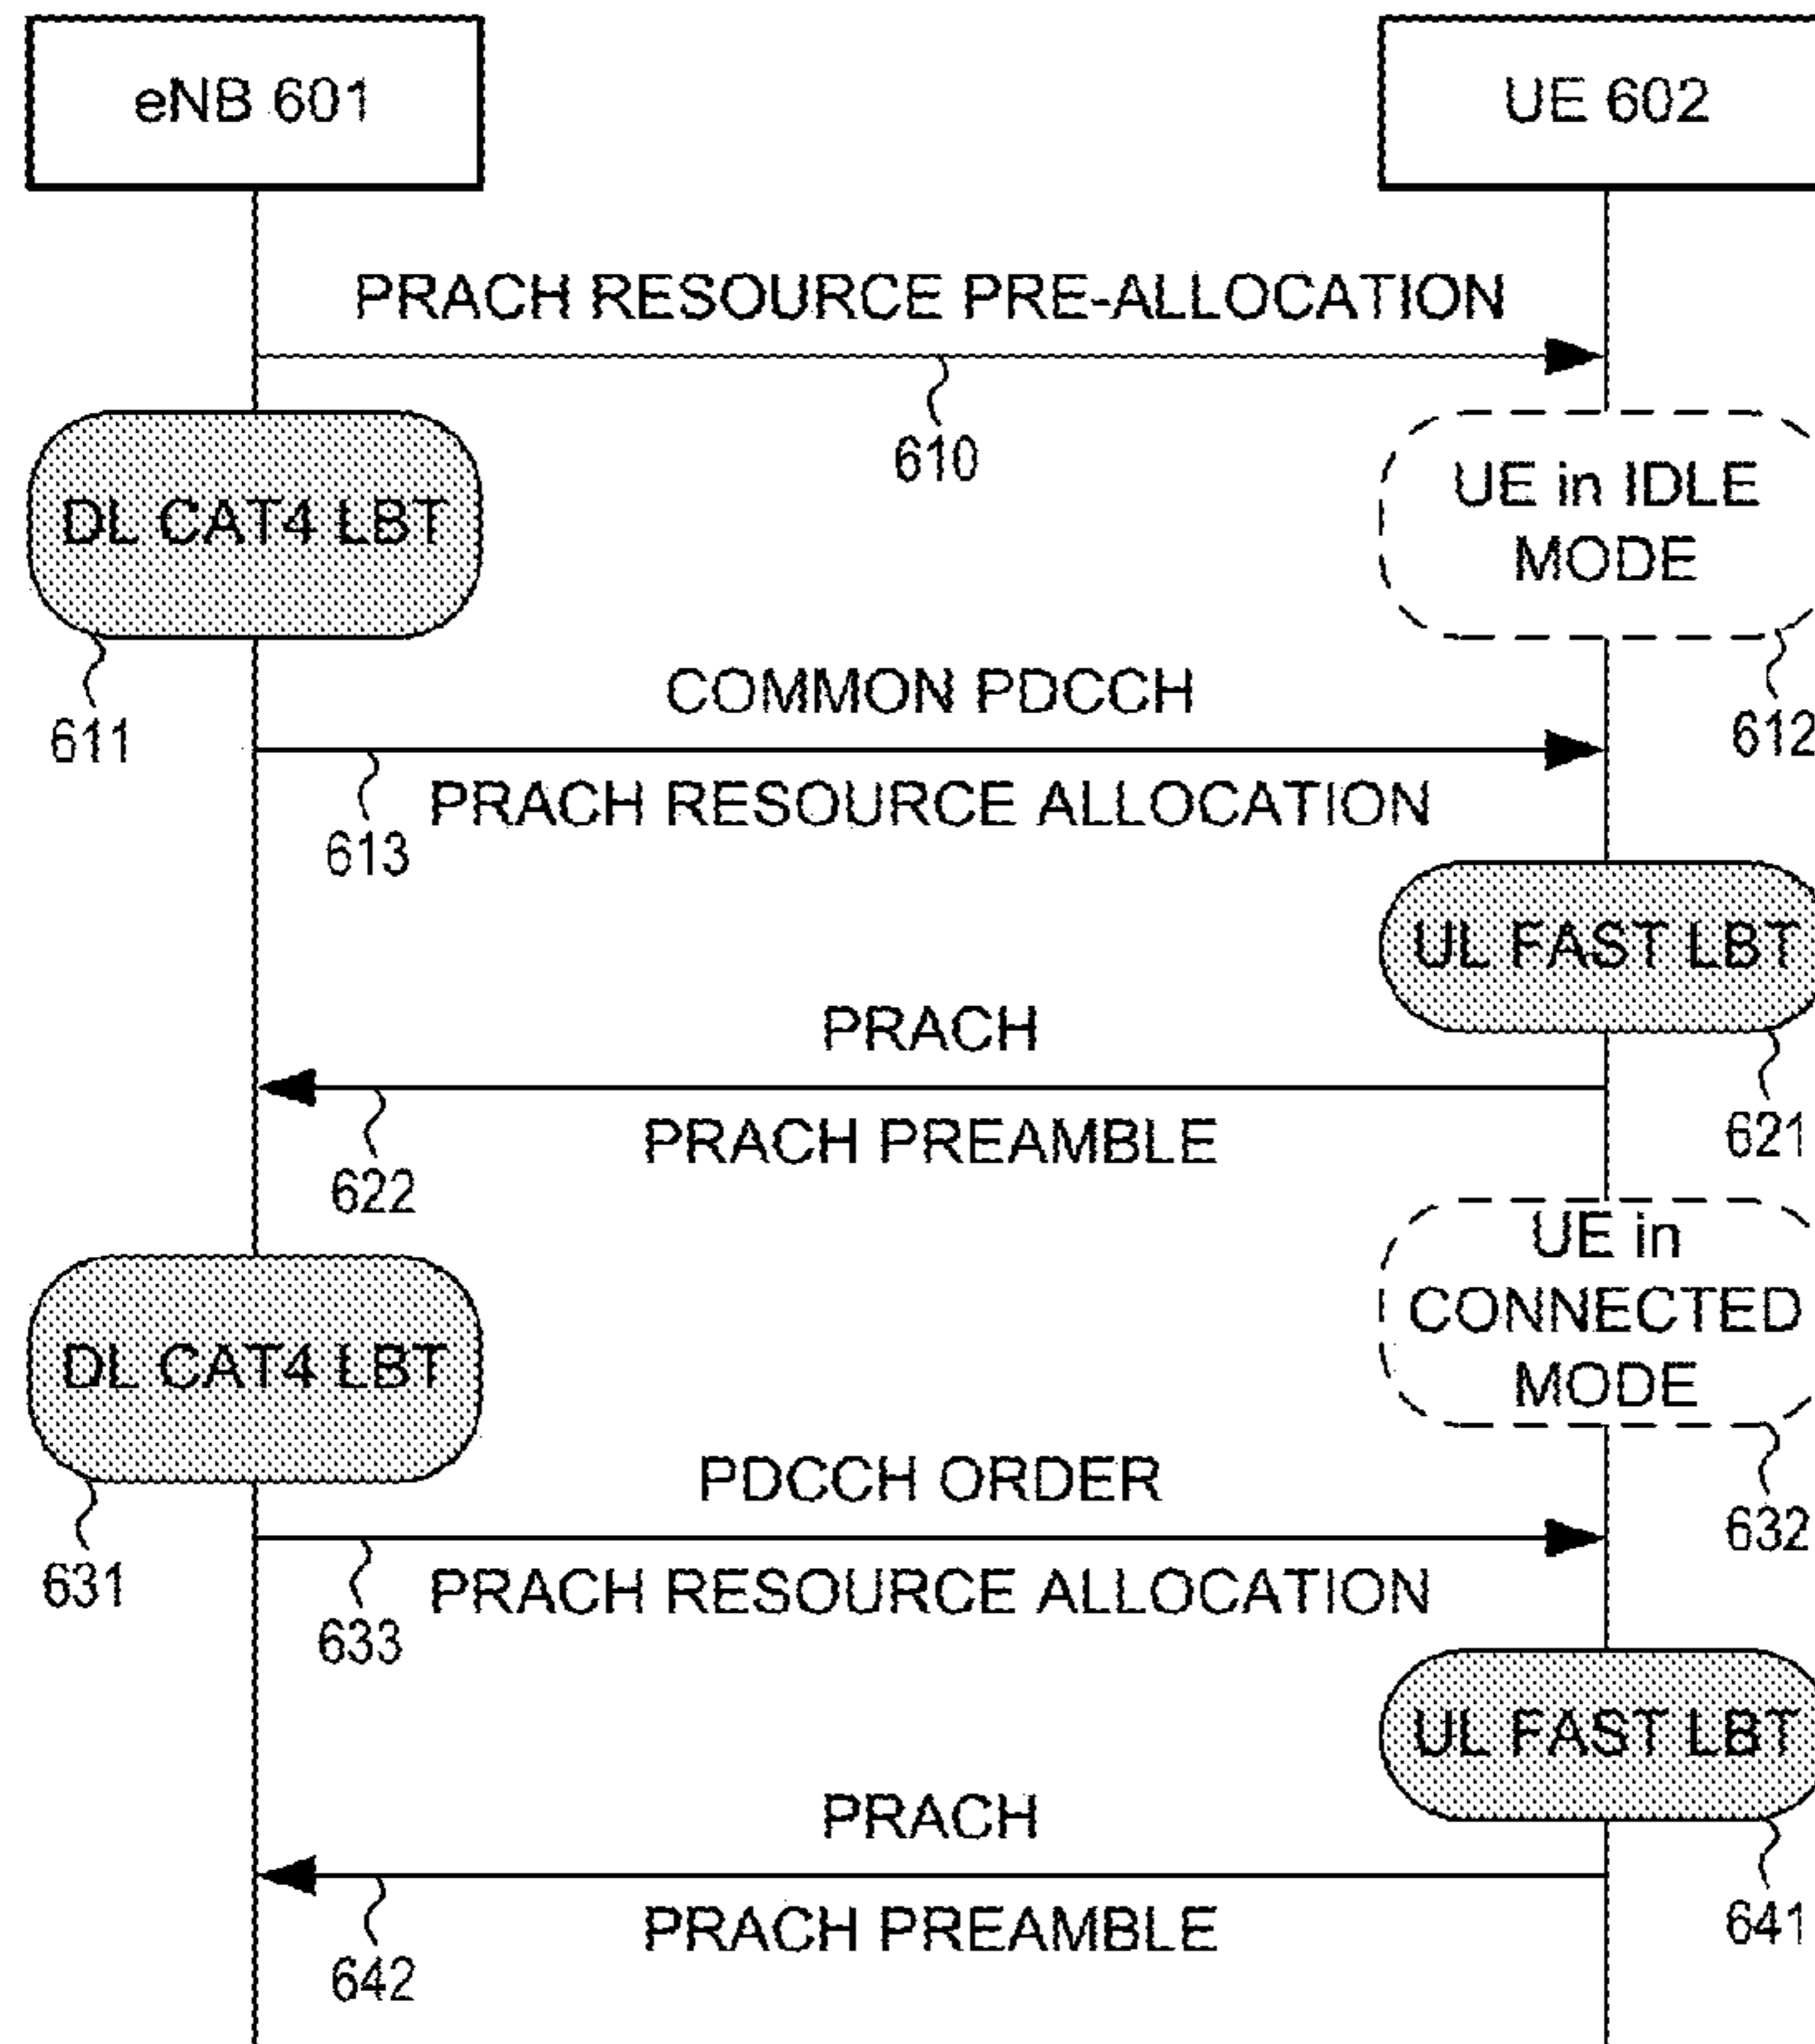 eNB 601
UE 602
PRACH RESOURCE PRE-ALLOCATION
610
DL CAT4 LBT
611
UE in IDLE
MODE
612
COMMON PDCCH
613
PRACH RESOURCE ALLOCATION
UL FAST LBT
621
PRACH
622
PRACH PREAMBLE
UE in
CONNECTED
MODE
632
DL CAT4 LBT
631
PDCCH ORDER
633
PRACH RESOURCE ALLOCATION
UL FAST LBT
641
PRACH
642
PRACH PREAMBLE